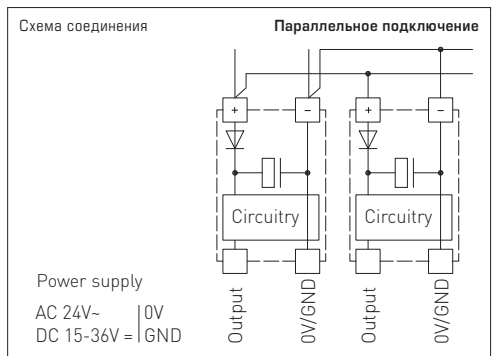 Схема соединения
Параллельное подключение
+ − + −
Circuitry Circuitry
Power supply
AC 24V~ | 0V
DC 15-36V = | GND
Output
0V/GND
Output
0V/GND